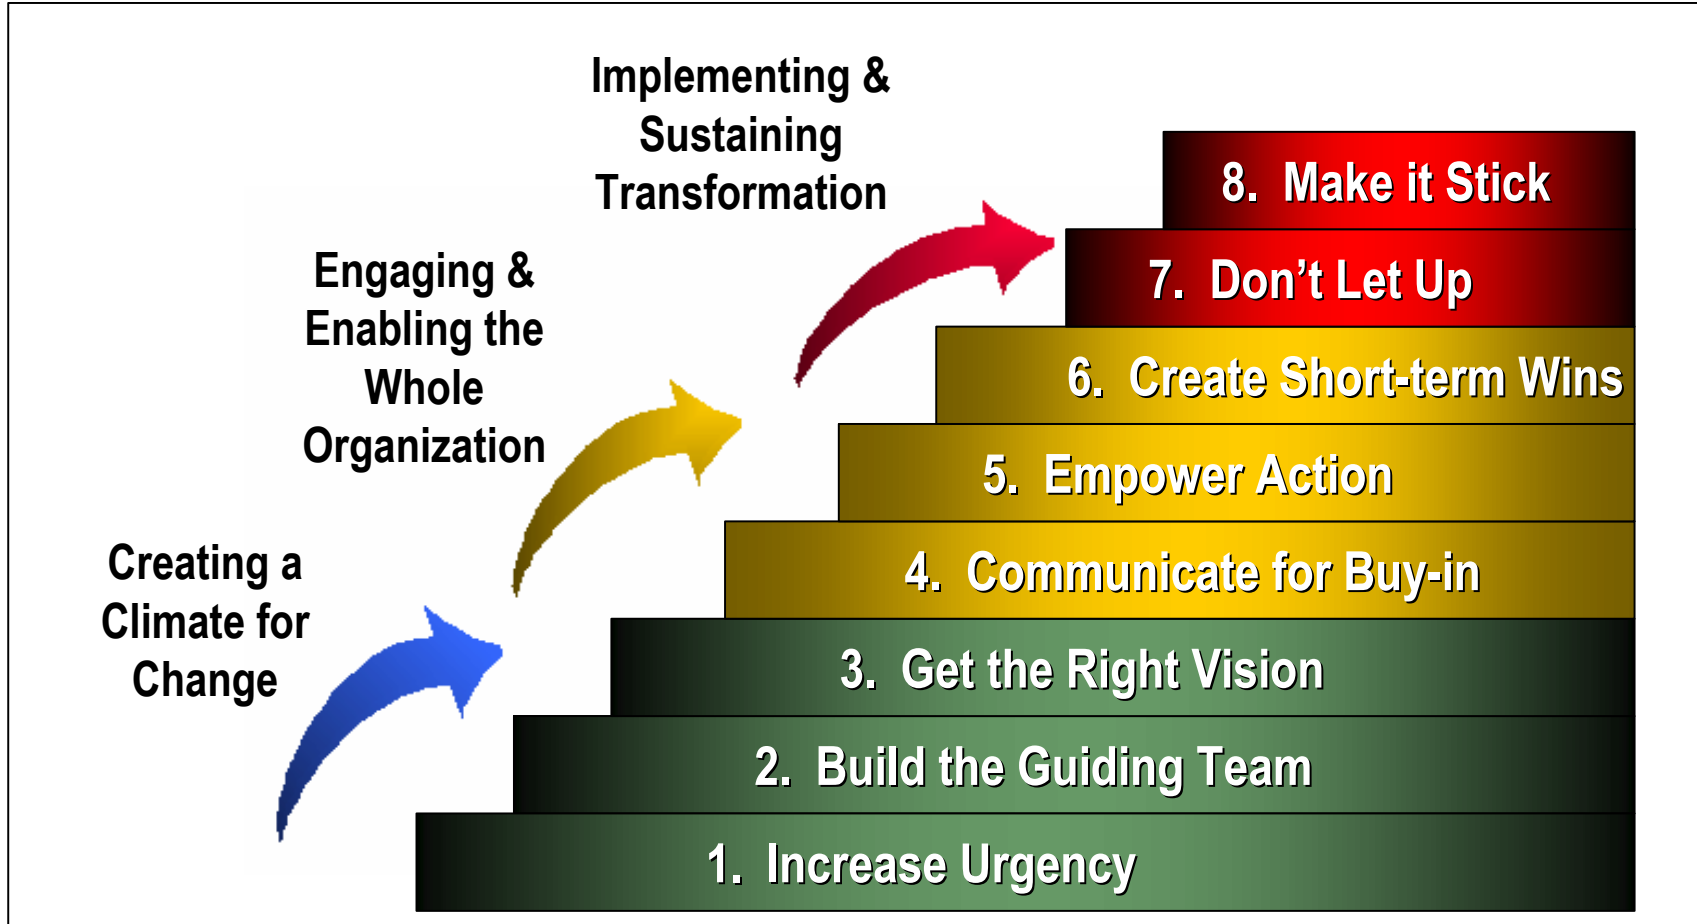 Implementing &
Sustaining
Transformation
Engaging &
Enabling the
Whole
Organization
Creating a
Climate for
Change
8. Make it Stick
7. Don’t Let Up
6. Create Short-term Wins
5. Empower Action
4. Communicate for Buy-in
3. Get the Right Vision
2. Build the Guiding Team
1. Increase Urgency